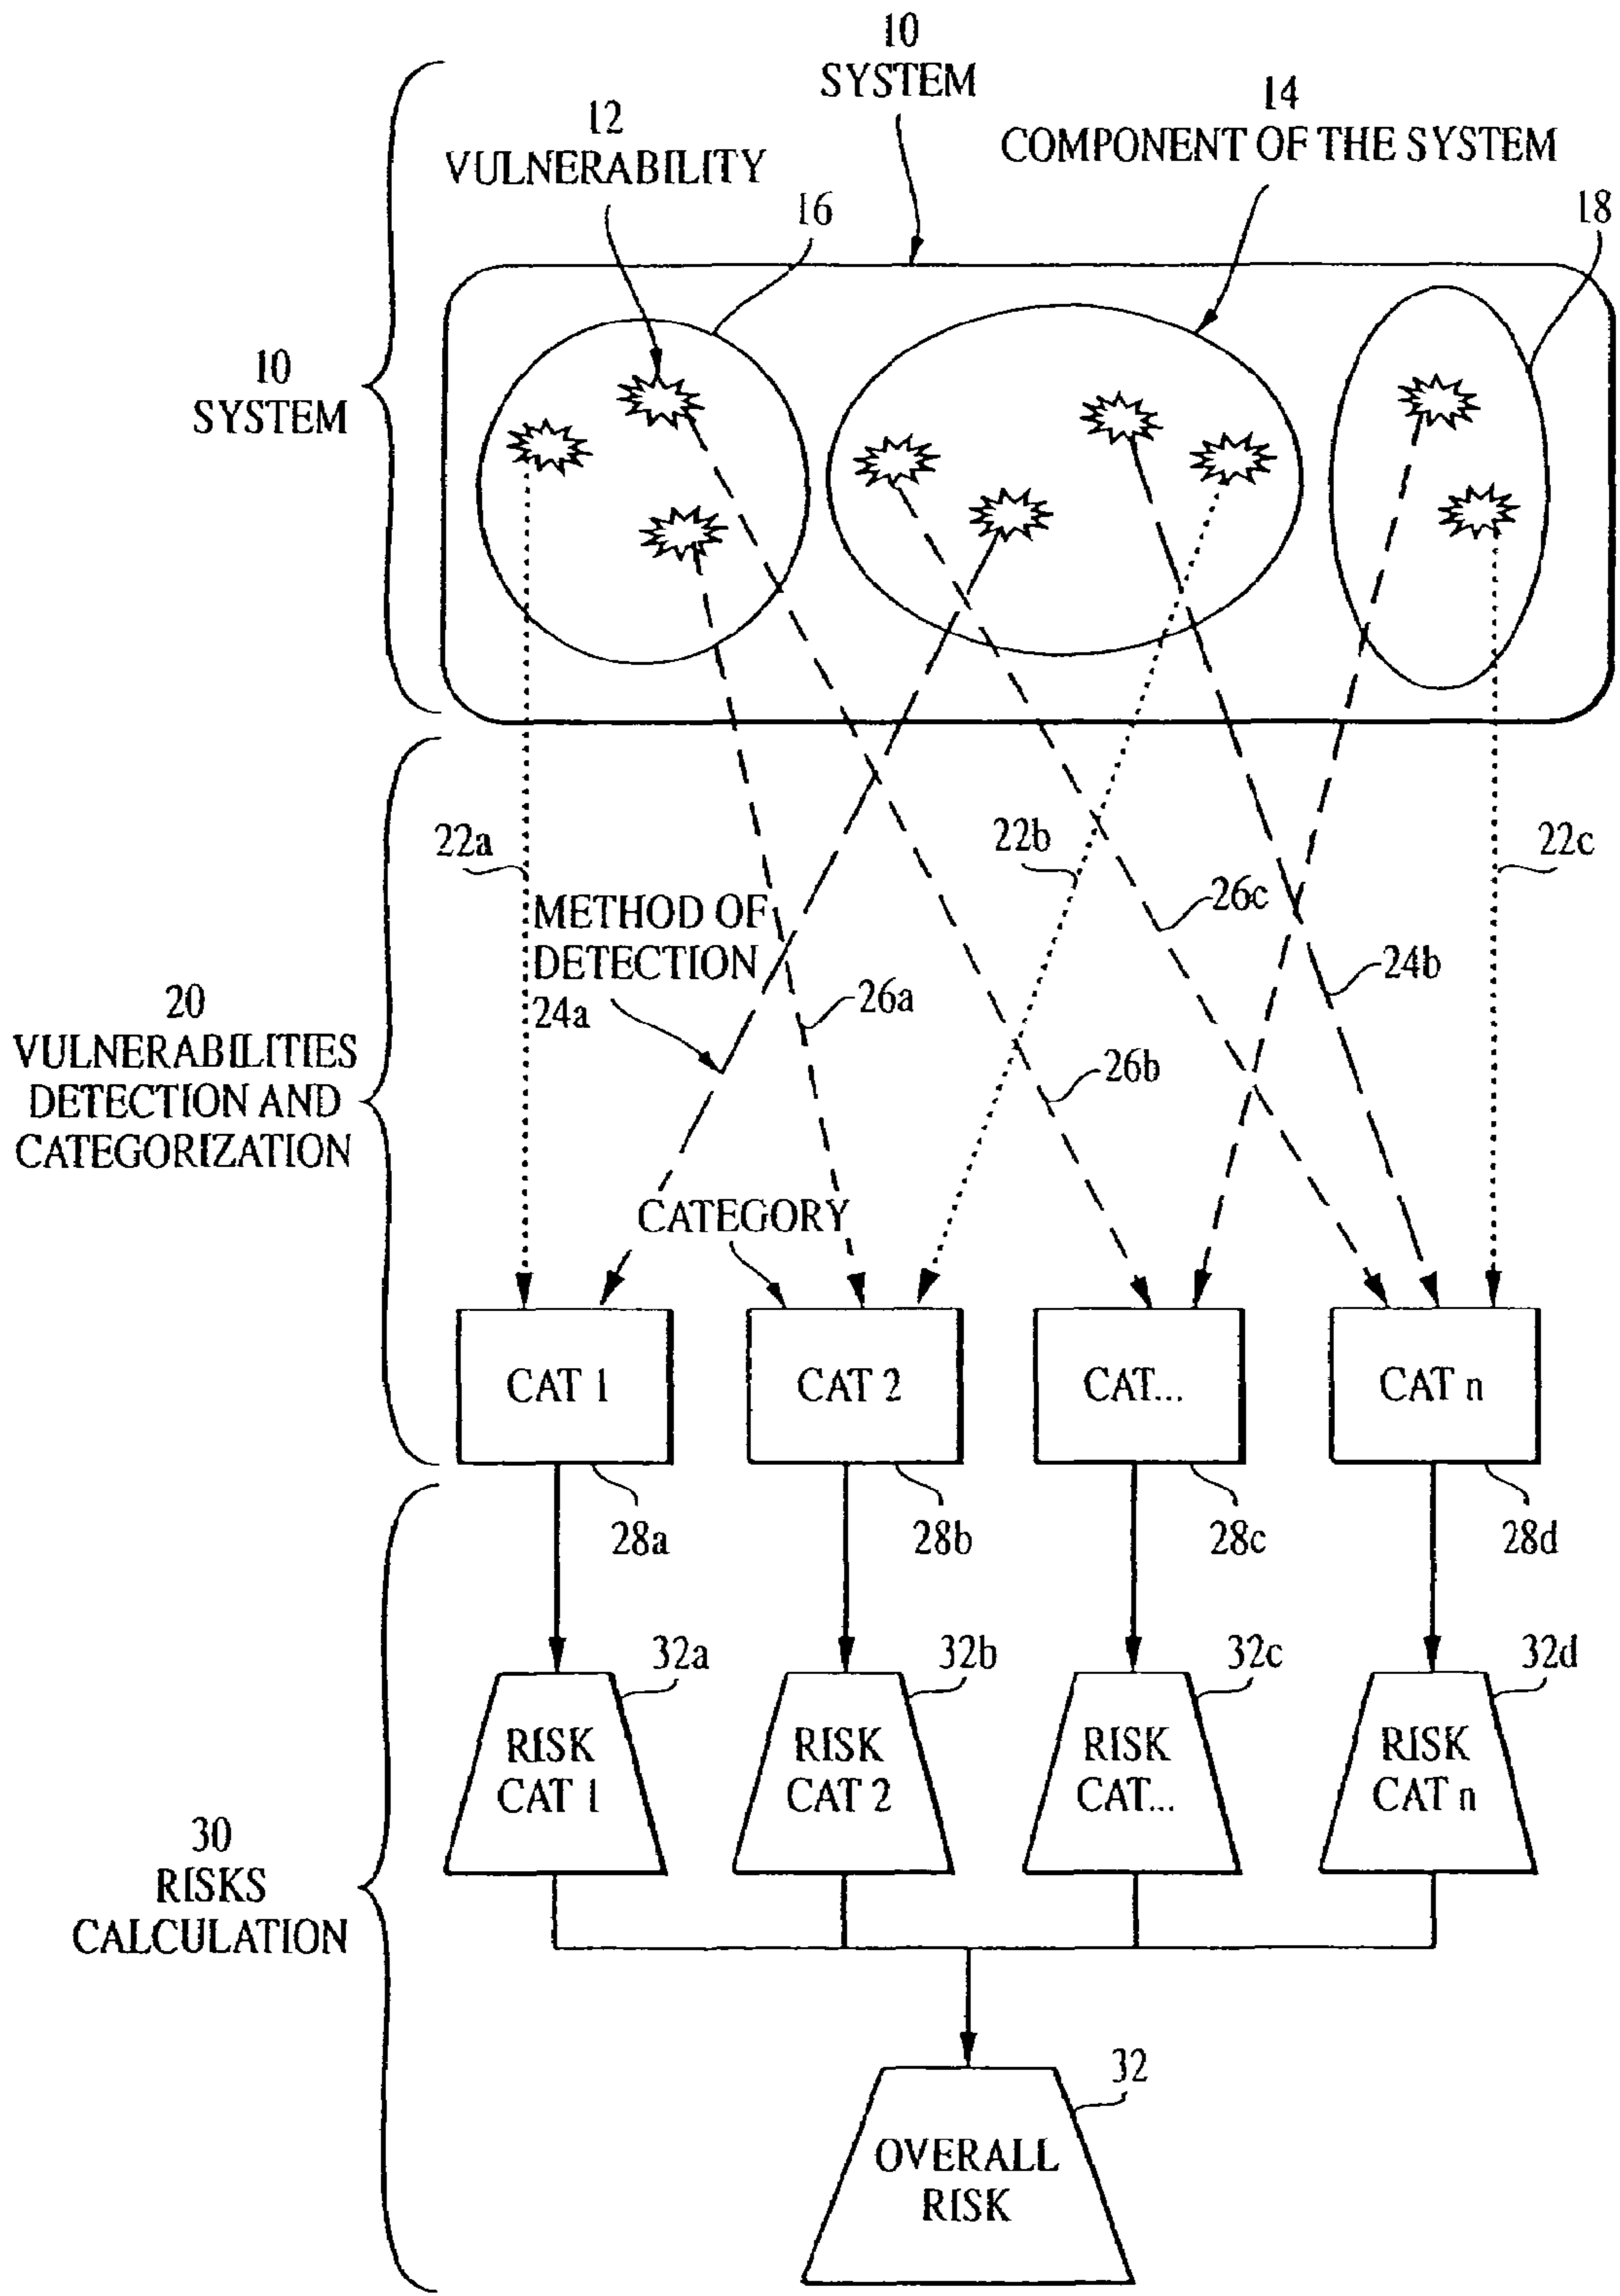 10
SYSTEM
12
VULNERABILITY
14
COMPONENT OF THE SYSTEM
16
18
10
SYSTEM
22a
22b
22c
METHOD OF
DETECTION
24a
26c
24b
26a
26b
20
VULNERABILITIES
DETECTION AND
CATEGORIZATION
CATEGORY
CAT 1
CAT 2
CAT...
CAT n
28a
28b
28c
28d
32a
32b
32c
32d
RISK
CAT 1
RISK
CAT 2
RISK
CAT...
RISK
CAT n
30
RISKS
CALCULATION
32
OVERALL
RISK